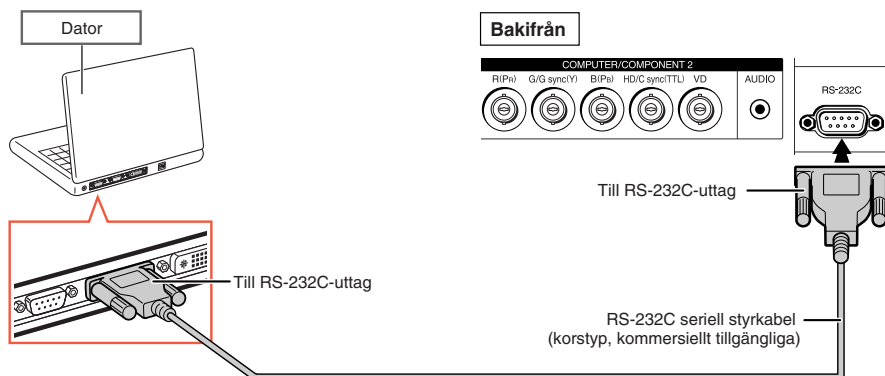 Dator
Bakifrån
COMPUTER/COMPONENT 2
R(PR) G/G sync(Y) B(PB) HD/C sync(TTL) VD
AUDIO
RS-232C
Till RS-232C-uttag
Till RS-232C-uttag
RS-232C seriell styrkabel
(korstyp, kommersiellt tillgängliga)